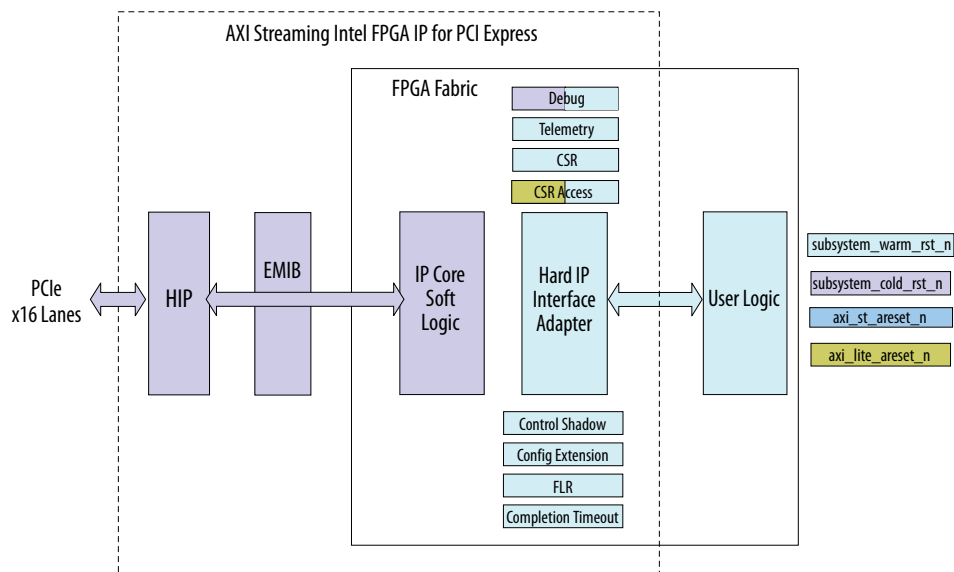 AXI Streaming Intel FPGA IP for PCI Express
FPGA Fabric
Debug
Telemetry
CSR
CSR Access
PCIe
x16 Lanes
HIP
EMIB
IP Core
Soft
Logic
Hard IP
Interface
Adapter
User Logic
subsystem_warm_rst_n
subsystem_cold_rst_n
axi_st_areset_n
axi_lite_areset_n
Control Shadow
Config Extension
FLR
Completion Timeout